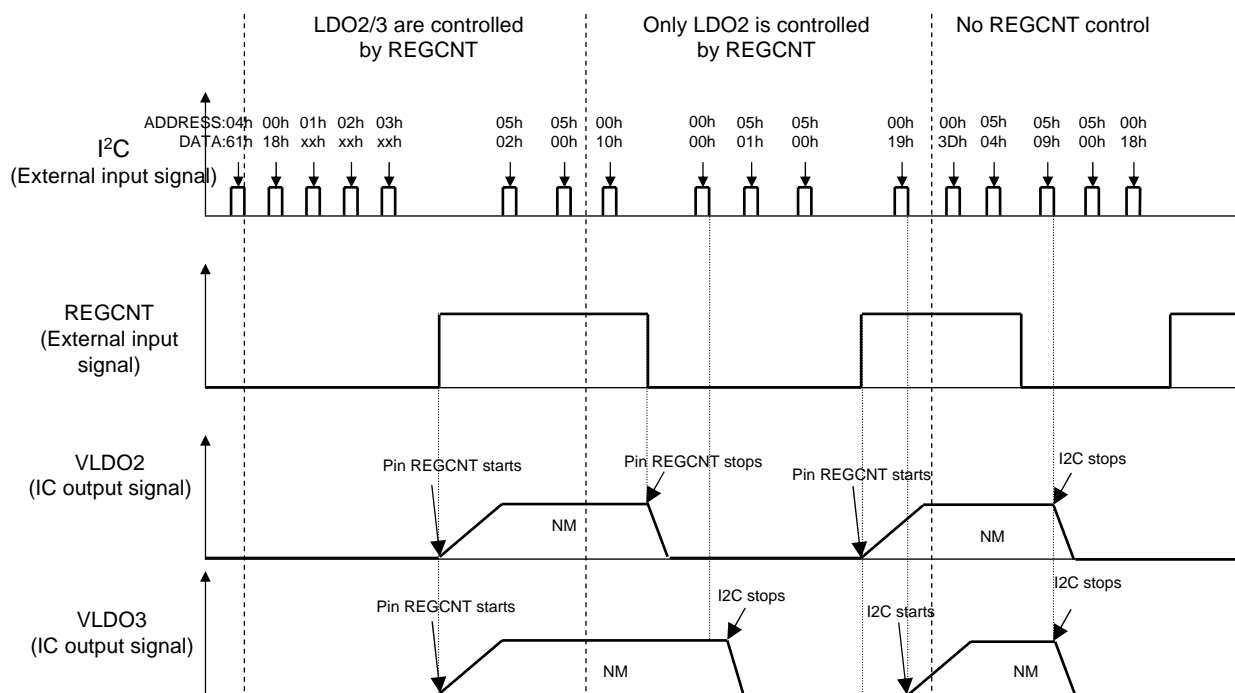 LDO2/3 are controlled
by REGCNT
Only LDO2 is controlled
by REGCNT
No REGCNT control
ADDRESS:04h 00h 01h 02h 03h 05h 05h 00h 00h 05h 05h 00h 00h 05h 05h 05h 00h
DATA:61h 18h xxh xxh xxh 02h 00h 10h 00h 01h 00h 19h 3Dh 04h 09h 00h 18h
I²C
(External input signal)
REGCNT
(External input
signal)
VLDO2
(IC output signal)
Pin REGCNT starts
Pin REGCNT stops
Pin REGCNT starts
I2C stops
NM
NM
VLDO3
(IC output signal)
Pin REGCNT starts
I2C stops
I2C starts
I2C stops
NM
NM